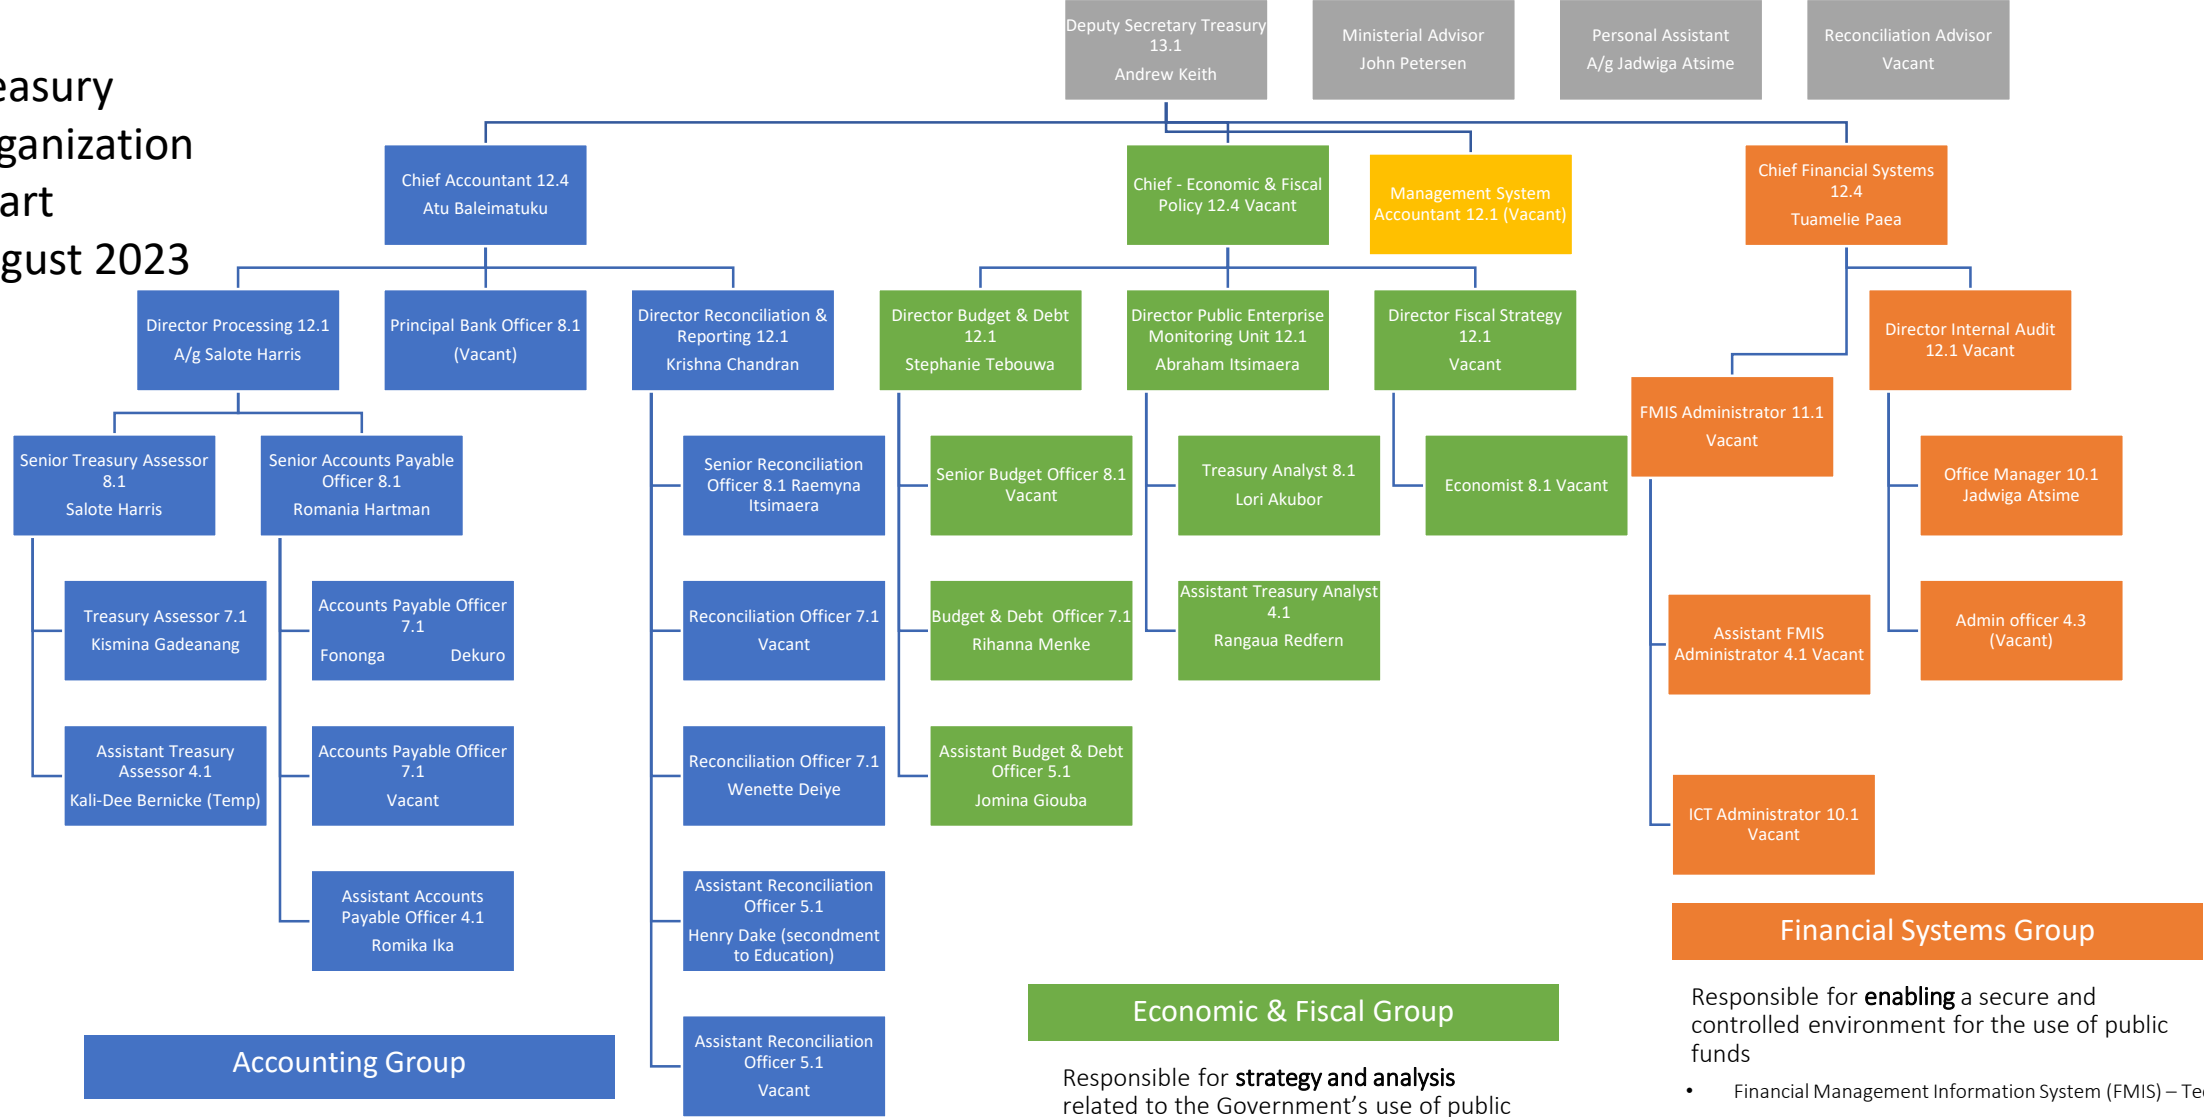 easury
ganization
art
gust 2023
Deputy Secretary Treasury
13.1
Andrew Keith
Ministerial Advisor
John Petersen
Personal Assistant
A/g Jadwiga Atsime
Reconciliation Advisor
Vacant
Chief Accountant 12.4
Atu Baleimatuku
Chief - Economic & Fiscal
Policy 12.4 Vacant
Management System
Accountant 12.1 (Vacant)
Chief Financial Systems
12.4
Tuamelie Paea
Director Processing 12.1
A/g Salote Harris
Principal Bank Officer 8.1
(Vacant)
Director Reconciliation &
Reporting 12.1
Krishna Chandran
Director Budget & Debt
12.1
Stephanie Tebouwa
Director Public Enterprise
Monitoring Unit 12.1
Abraham Itsimaera
Director Fiscal Strategy
12.1
Vacant
Director Internal Audit
12.1 Vacant
FMIS Administrator 11.1
Vacant
Senior Treasury Assessor
8.1
Salote Harris
Senior Accounts Payable
Officer 8.1
Romania Hartman
Senior Reconciliation
Officer 8.1 Raemyna
Itsimaera
Senior Budget Officer 8.1
Vacant
Treasury Analyst 8.1
Lori Akubor
Economist 8.1 Vacant
Office Manager 10.1
Jadwiga Atsime
Treasury Assessor 7.1
Kismina Gadeanang
Accounts Payable Officer
7.1
Fononga Dekuro
Reconciliation Officer 7.1
Vacant
Budget & Debt Officer 7.1
Rihanna Menke
Assistant Treasury Analyst
4.1
Rangaua Redfern
Assistant FMIS
Administrator 4.1 Vacant
Admin officer 4.3
(Vacant)
Assistant Treasury
Assessor 4.1
Kali-Dee Bernicke (Temp)
Accounts Payable Officer
7.1
Vacant
Reconciliation Officer 7.1
Wenette Deiye
Assistant Budget & Debt
Officer 5.1
Jomina Giouba
ICT Administrator 10.1
Vacant
Assistant Accounts
Payable Officer 4.1
Romika Ika
Assistant Reconciliation
Officer 5.1
Henry Dake (secondment
to Education)
Assistant Reconciliation
Officer 5.1
Vacant
Accounting Group
Economic & Fiscal Group
Responsible for strategy and analysis
related to the Government's use of public
Financial Systems Group
Responsible for enabling a secure and
controlled environment for the use of public
funds
• Financial Management Information System (FMIS) – Te